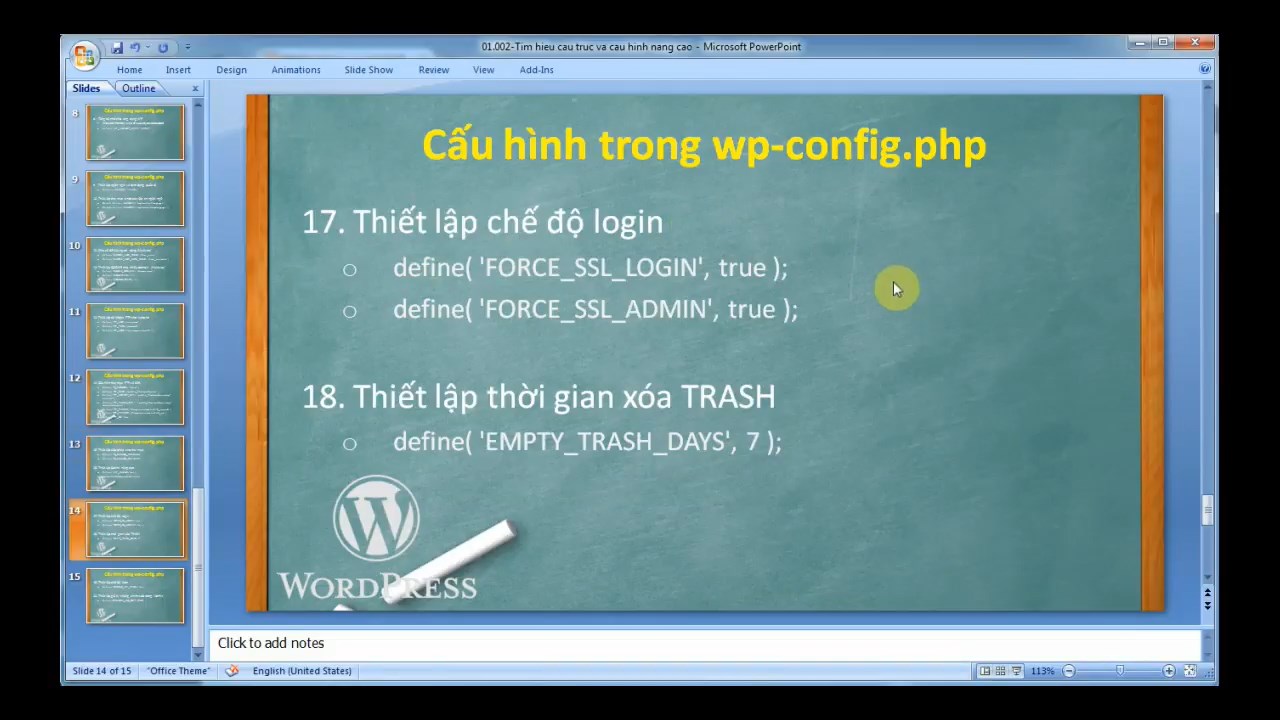 01.002-Tim hieu cau truc va cau hinh nang cao - Microsoft PowerPoint
Home Insert Design Animations Slide Show Review View Add-Ins
Slides Outline
8
9
10
11
12
13
14
15
Cấu hình trong wp-config.php
17. Thiết lập chế độ login
define( 'FORCE_SSL_LOGIN', true );
define( 'FORCE_SSL_ADMIN', true );
18. Thiết lập thời gian xóa TRASH
define( 'EMPTY_TRASH_DAYS', 7 );
WORDPRESS
Click to add notes
Slide 14 of 15 "Office Theme" English (United States) 113%